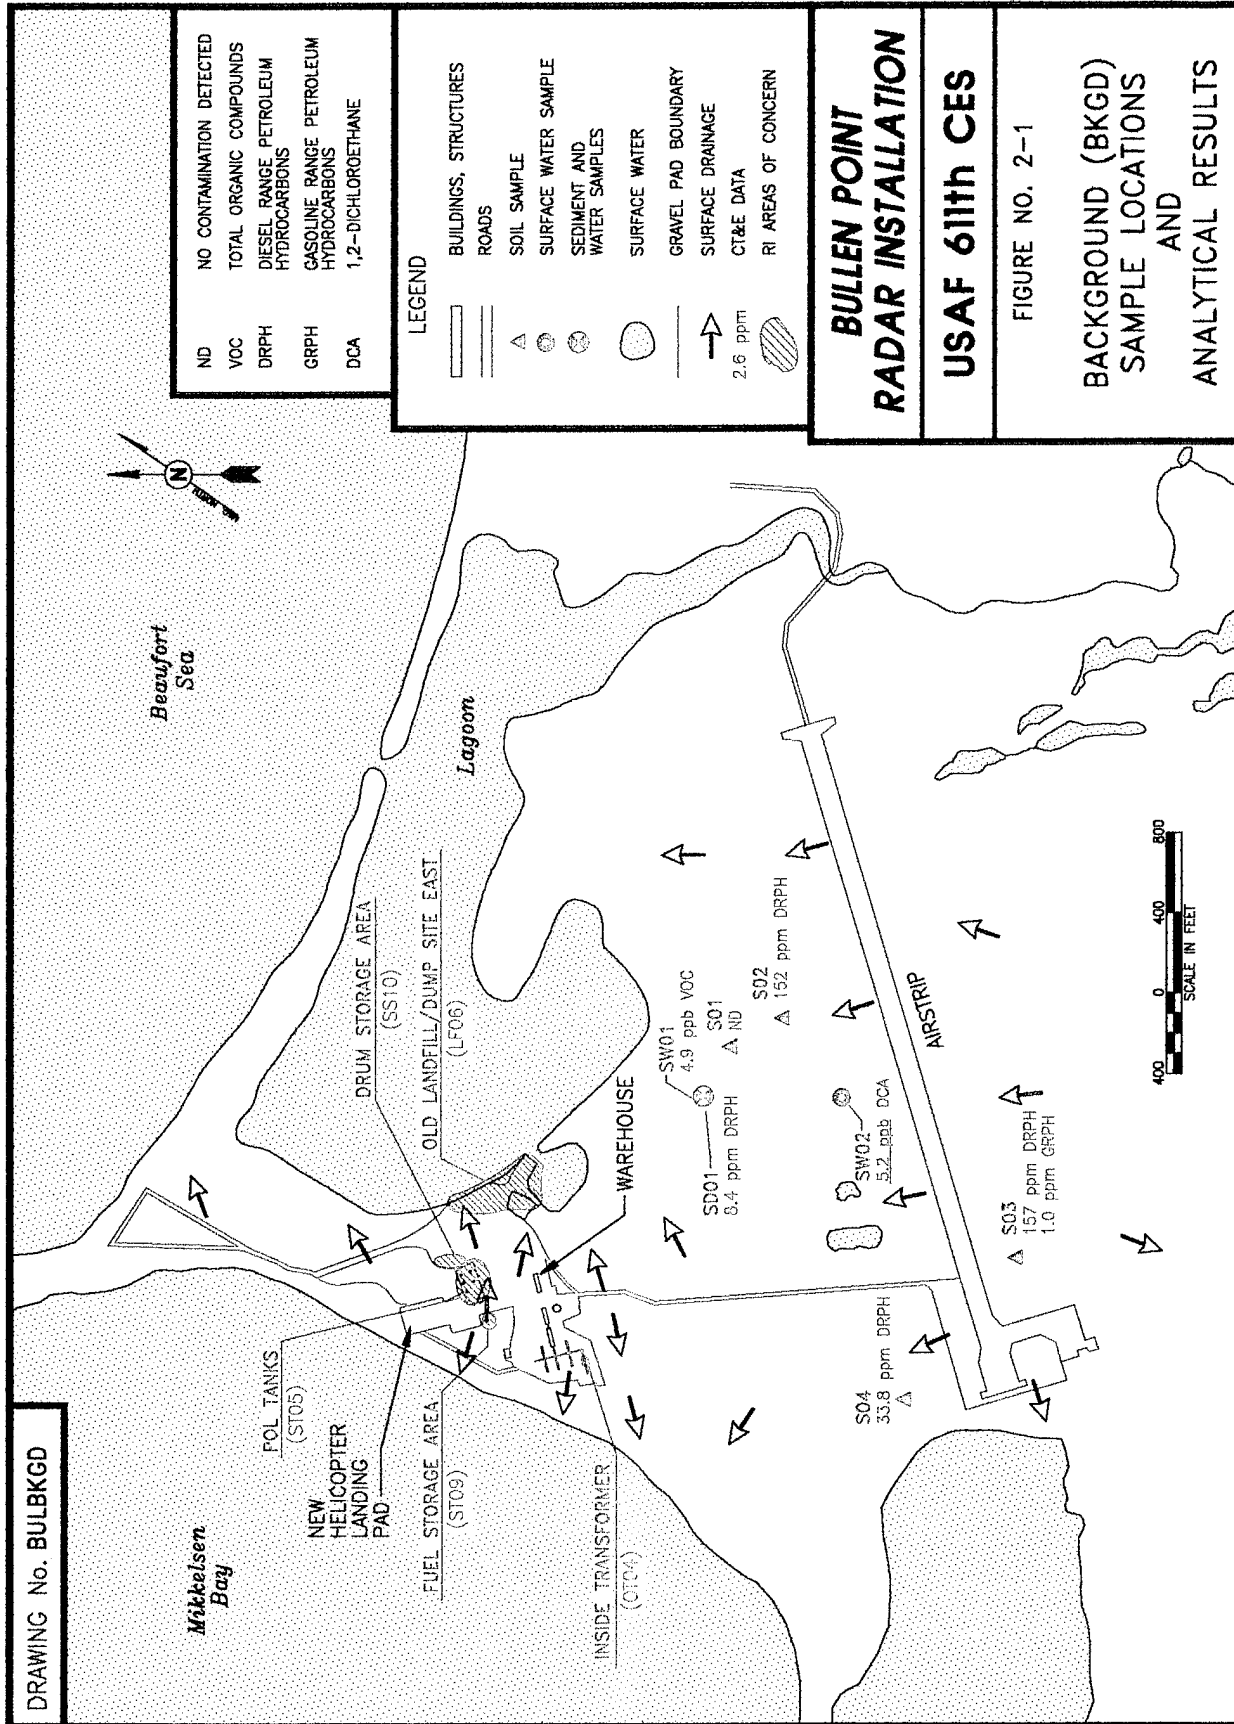 DRAWING No. BULBKGD
Mikkelsen
Bay
Beaufort
Sea
Lagoon
N
POL TANKS
(ST05)
NEW
HELICOPTER
LANDING
PAD
FUEL STORAGE AREA
(ST09)
INSIDE TRANSFORMER
(OT04)
DRUM STORAGE AREA
(SS10)
OLD LANDFILL/DUMP SITE EAST
(LF06)
WAREHOUSE
SW01
4.9 ppb VOC
SD01
8.4 ppm DRPH
S01
ND
S02
152 ppm DRPH
SW02
5.2 ppb DCA
S03
157 ppm DRPH
1.0 ppm GRPH
S04
33.8 ppm DRPH
AIRSTRIP
400 0 400 800
SCALE IN FEET
ND NO CONTAMINATION DETECTED
VOC TOTAL ORGANIC COMPOUNDS
DRPH DIESEL RANGE PETROLEUM
HYDROCARBONS
GRPH GASOLINE RANGE PETROLEUM
HYDROCARBONS
DCA 1,2-DICHLOROETHANE
LEGEND
BUILDINGS, STRUCTURES
ROADS
SOIL SAMPLE
SURFACE WATER SAMPLE
SEDIMENT AND
WATER SAMPLES
SURFACE WATER
GRAVEL PAD BOUNDARY
SURFACE DRAINAGE
2.6 ppm CT&E DATA
RI AREAS OF CONCERN
BULLEN POINT
RADAR INSTALLATION
USAF 611th CES
FIGURE NO. 2-1
BACKGROUND (BKGD)
SAMPLE LOCATIONS
AND
ANALYTICAL RESULTS